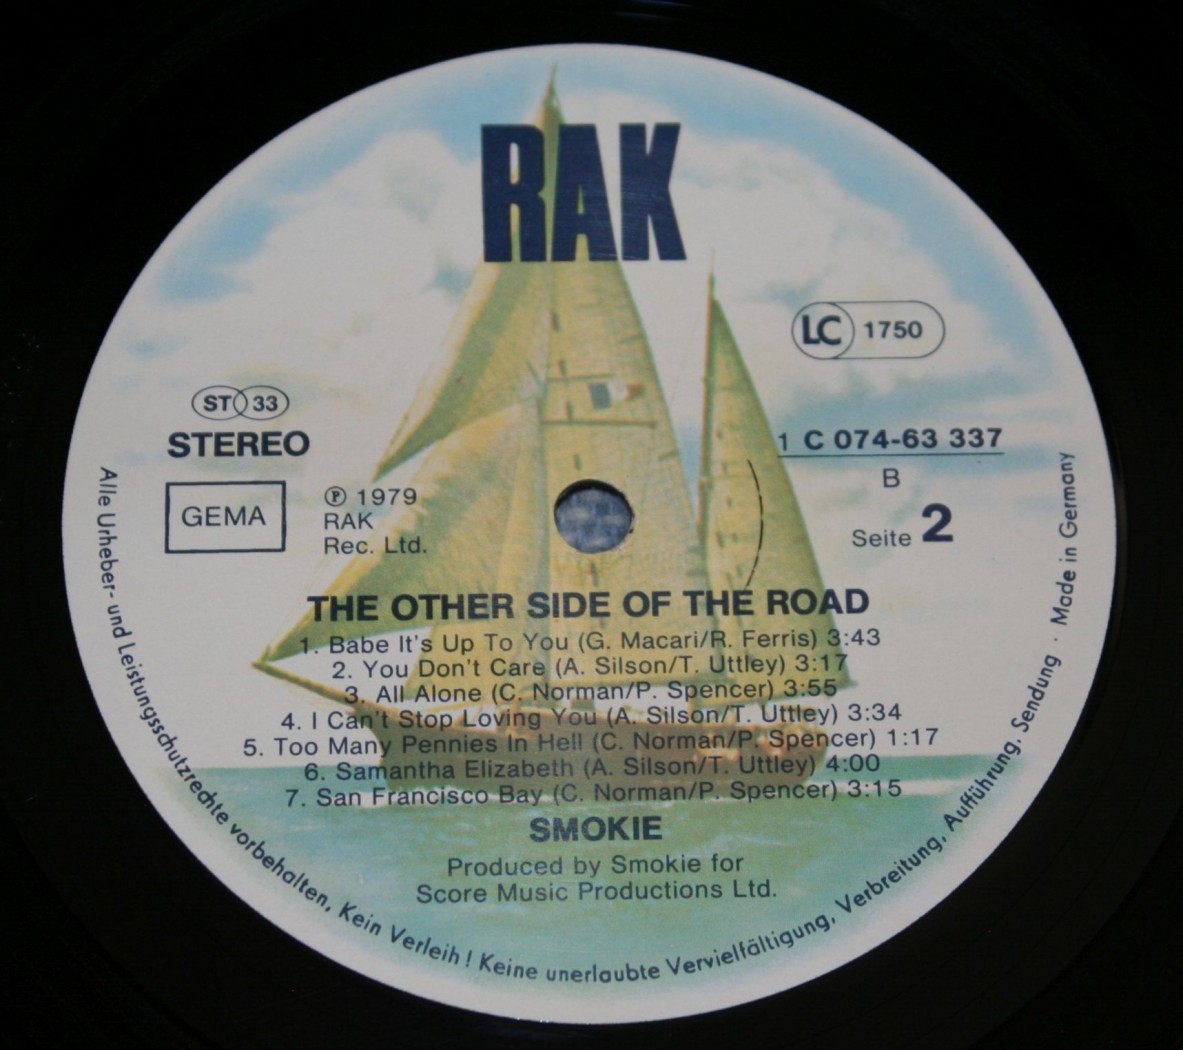 RAK
LC 1750
ST 33
STEREO
1 C 074-63 337
B
Seite 2
GEMA
℗ 1979
RAK
Rec. Ltd.
THE OTHER SIDE OF THE ROAD
1. Babe It's Up To You (G. Macari/R. Ferris) 3:43
2. You Don't Care (A. Silson/T. Uttley) 3:17
3. All Alone (C. Norman/P. Spencer) 3:55
4. I Can't Stop Loving You (A. Silson/T. Uttley) 3:34
5. Too Many Pennies In Hell (C. Norman/P. Spencer) 1:17
6. Samantha Elizabeth (A. Silson/T. Uttley) 4:00
7. San Francisco Bay (C. Norman/P. Spencer) 3:15
SMOKIE
Produced by Smokie for
Score Music Productions Ltd.
Alle Urheber- und Leistungsschutzrechte vorbehalten, Kein Verleih! Keine unerlaubte Vervielfältigung, Verbreitung, Aufführung, Sendung · Made in Germany